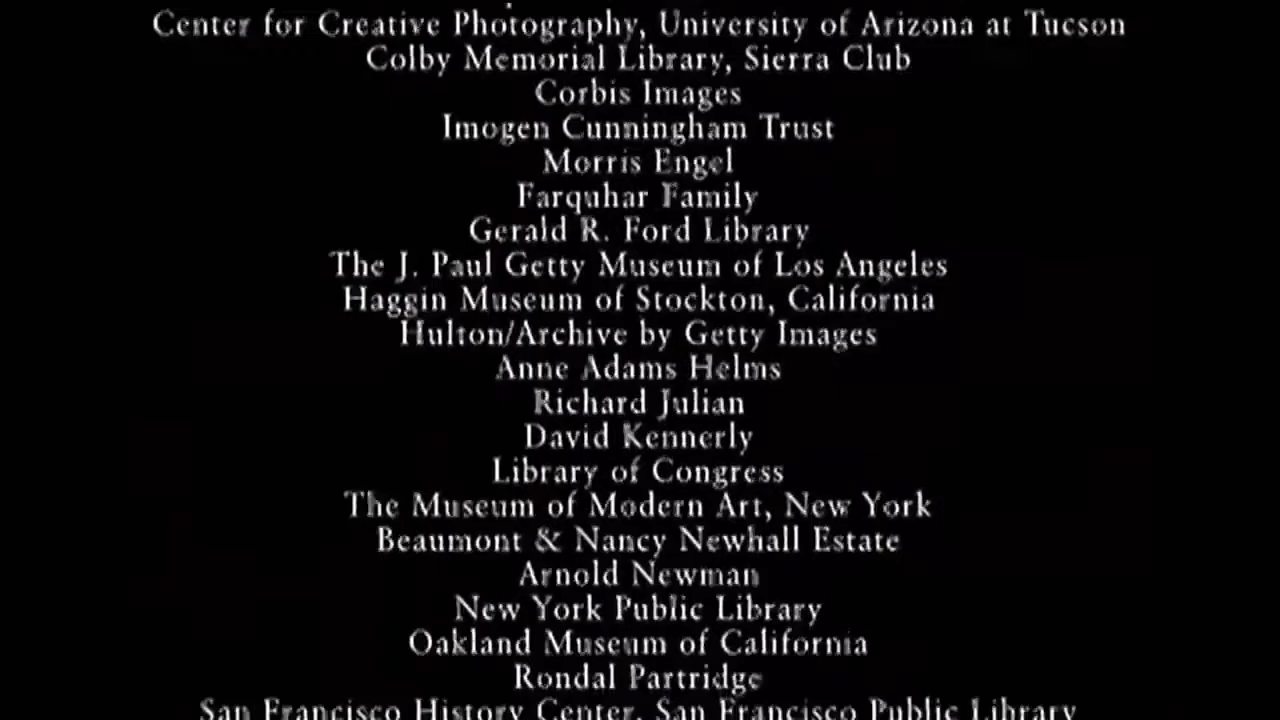 Center for Creative Photography, University of Arizona at Tucson
Colby Memorial Library, Sierra Club
Corbis Images
Imogen Cunningham Trust
Morris Engel
Farquhar Family
Gerald R. Ford Library
The J. Paul Getty Museum of Los Angeles
Haggin Museum of Stockton, California
Hulton/Archive by Getty Images
Anne Adams Helms
Richard Julian
David Kennerly
Library of Congress
The Museum of Modern Art, New York
Beaumont & Nancy Newhall Estate
Arnold Newman
New York Public Library
Oakland Museum of California
Rondal Partridge
San Francisco History Center, San Francisco Public Library